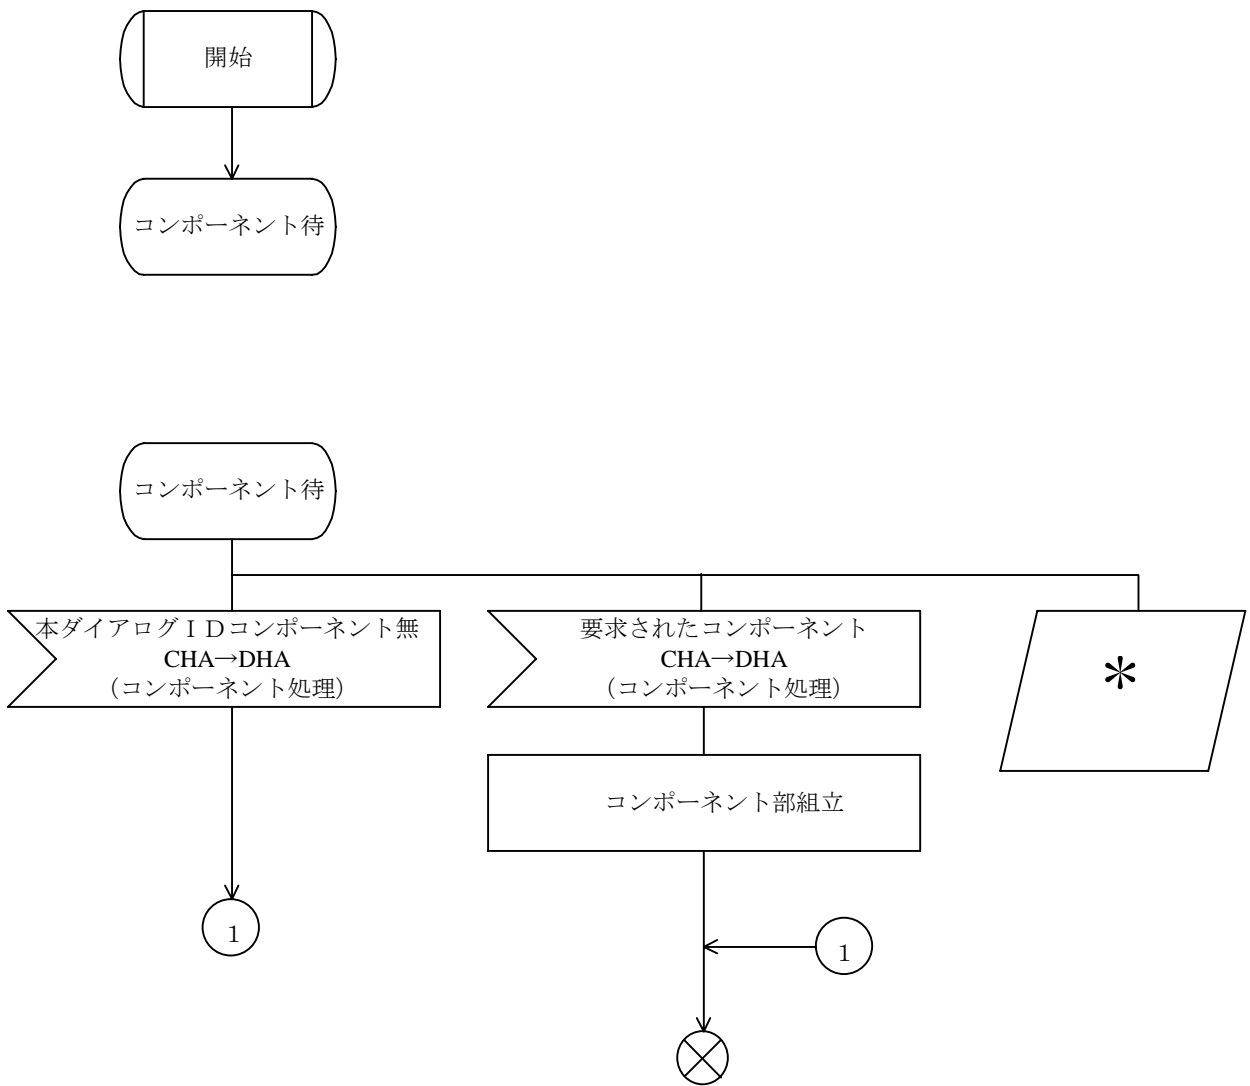 開始
コンポーネント待
コンポーネント待
本ダイアログＩＤコンポーネント無
CHA→DHA
（コンポーネント処理）
要求されたコンポーネント
CHA→DHA
（コンポーネント処理）
*
コンポーネント部組立
1
1